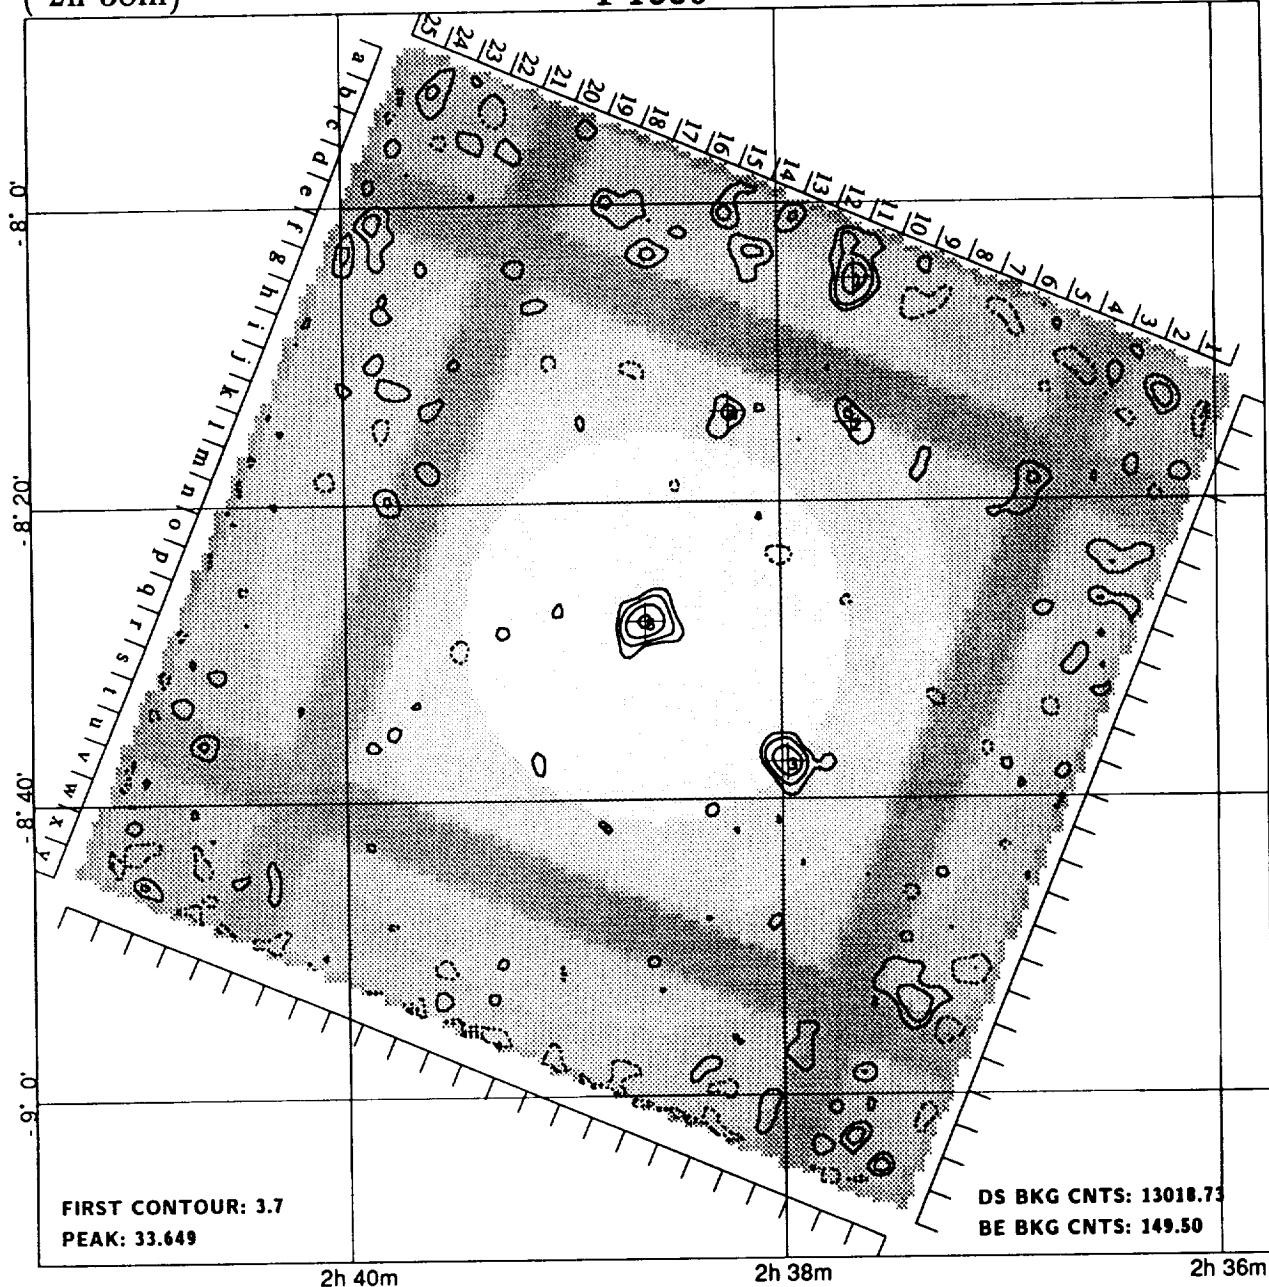 25 24 23 22 21 20 19 18 17 16 15 14 13 12 11 10 9 8 7 6 5 4 3 2 1
a b c d e f g h i j k l m n o p q r s t u v w x y
-8° 0'
-8° 20'
-8° 40'
-9° 0'
FIRST CONTOUR: 3.7
PEAK: 33.649
DS BKG CNTS: 13018.73
BE BKG CNTS: 149.50
2h 40m
2h 38m
2h 36m